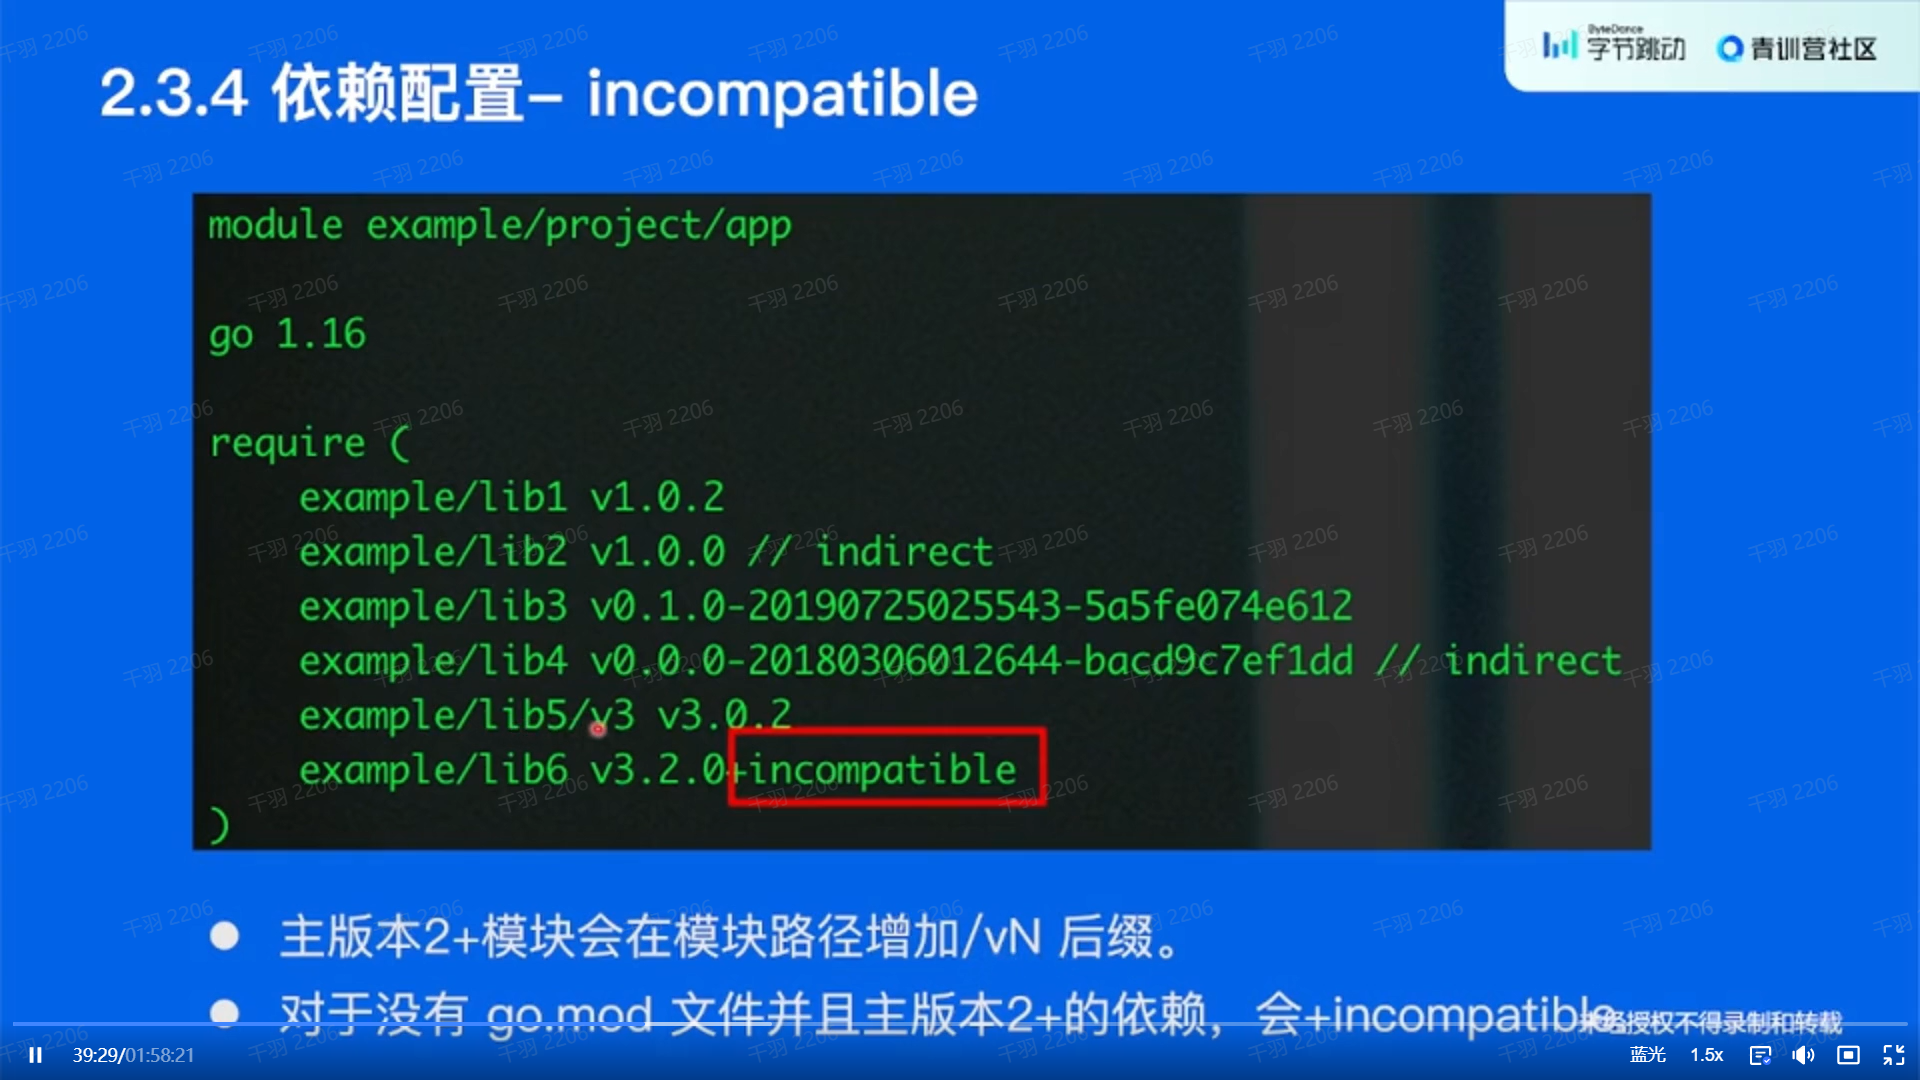 ByteDance
字节跳动 青训营社区
2.3.4 依赖配置– incompatible
module example/project/app
go 1.16
require (
example/lib1 v1.0.2
example/lib2 v1.0.0 // indirect
example/lib3 v0.1.0-20190725025543-5a5fe074e612
example/lib4 v0.0.0-20180306012644-bacd9c7ef1dd // indirect
example/lib5/v3 v3.0.2
example/lib6 v3.2.0+incompatible
)
主版本2+模块会在模块路径增加/vN 后缀。
对于没有 go.mod 文件并且主版本2+的依赖，会+incompatible
未经授权不得录制和转载
39:29/01:58:21
蓝光 1.5x
千羽 2206